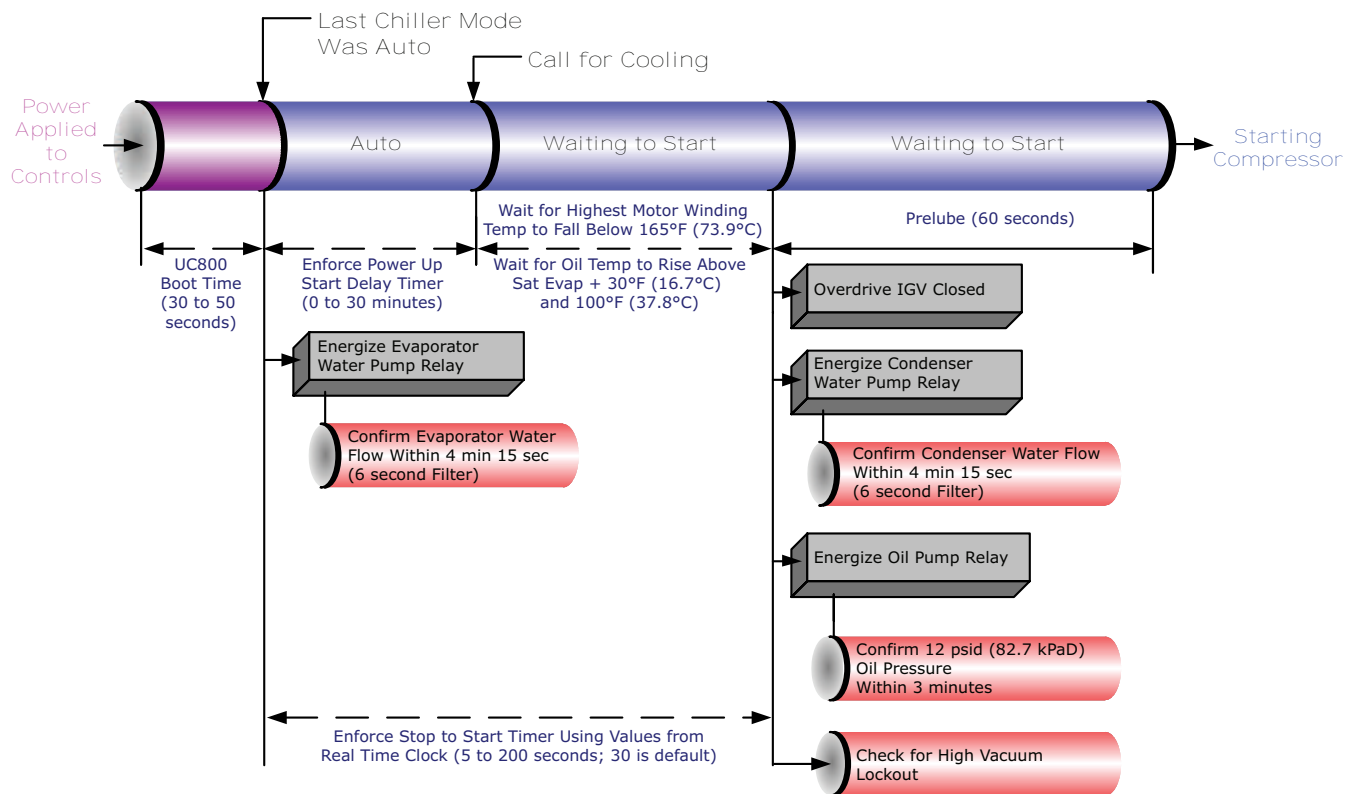 Last Chiller Mode
Was Auto
Call for Cooling
Power
Applied
to
Controls
Auto
Waiting to Start
Waiting to Start
Starting
Compressor
UC800
Boot Time
(30 to 50
seconds)
Enforce Power Up
Start Delay Timer
(0 to 30 minutes)
Wait for Highest Motor Winding
Temp to Fall Below 165°F (73.9°C)
Wait for Oil Temp to Rise Above
Sat Evap + 30°F (16.7°C)
and 100°F (37.8°C)
Prelube (60 seconds)
Energize Evaporator
Water Pump Relay
Confirm Evaporator Water
Flow Within 4 min 15 sec
(6 second Filter)
Overdrive IGV Closed
Energize Condenser
Water Pump Relay
Confirm Condenser Water Flow
Within 4 min 15 sec
(6 second Filter)
Energize Oil Pump Relay
Confirm 12 psid (82.7 kPaD)
Oil Pressure
Within 3 minutes
Enforce Stop to Start Timer Using Values from
Real Time Clock (5 to 200 seconds; 30 is default)
Check for High Vacuum
Lockout